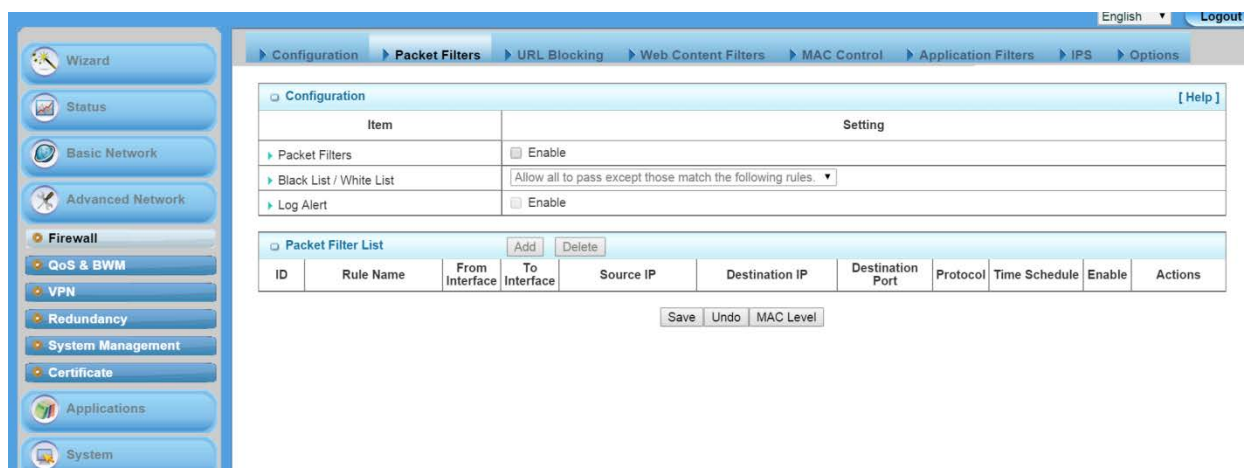 English
Logout
Wizard
Status
Basic Network
Advanced Network
Firewall
QoS & BWM
VPN
Redundancy
System Management
Certificate
Applications
System
Configuration Packet Filters URL Blocking Web Content Filters MAC Control Application Filters IPS Options
Configuration [ Help ]
Item Setting
Packet Filters Enable
Black List / White List Allow all to pass except those match the following rules.
Log Alert Enable
Packet Filter List Add Delete
ID Rule Name From Interface To Interface Source IP Destination IP Destination Port Protocol Time Schedule Enable Actions
Save Undo MAC Level